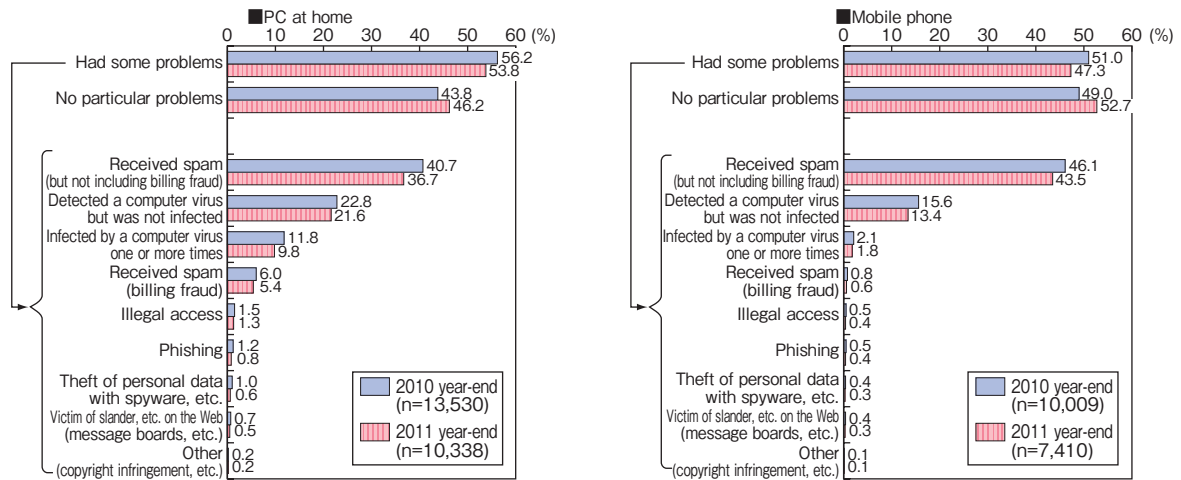 ■PC at home
0 10 20 30 40 50 60 (%)
Had some problems 56.2
53.8
No particular problems 43.8
46.2
Received spam 40.7
(but not including billing fraud) 36.7
Detected a computer virus 22.8
but was not infected 21.6
Infected by a computer virus 11.8
one or more times 9.8
Received spam 6.0
(billing fraud) 5.4
Illegal access 1.5
1.3
Phishing 1.2
0.8
Theft of personal data 1.0
with spyware, etc. 0.6
Victim of slander, etc. on the Web 0.7
(message boards, etc.) 0.5
Other 0.2
(copyright infringement, etc.) 0.2
2010 year-end
(n=13,530)
2011 year-end
(n=10,338)
■Mobile phone
0 10 20 30 40 50 60 (%)
Had some problems 51.0
47.3
No particular problems 49.0
52.7
Received spam 46.1
(but not including billing fraud) 43.5
Detected a computer virus 15.6
but was not infected 13.4
Infected by a computer virus 2.1
one or more times 1.8
Received spam 0.8
(billing fraud) 0.6
Illegal access 0.5
0.4
Phishing 0.5
0.4
Theft of personal data 0.4
with spyware, etc. 0.3
Victim of slander, etc. on the Web 0.4
(message boards, etc.) 0.3
Other 0.1
(copyright infringement, etc.) 0.1
2010 year-end
(n=10,009)
2011 year-end
(n=7,410)